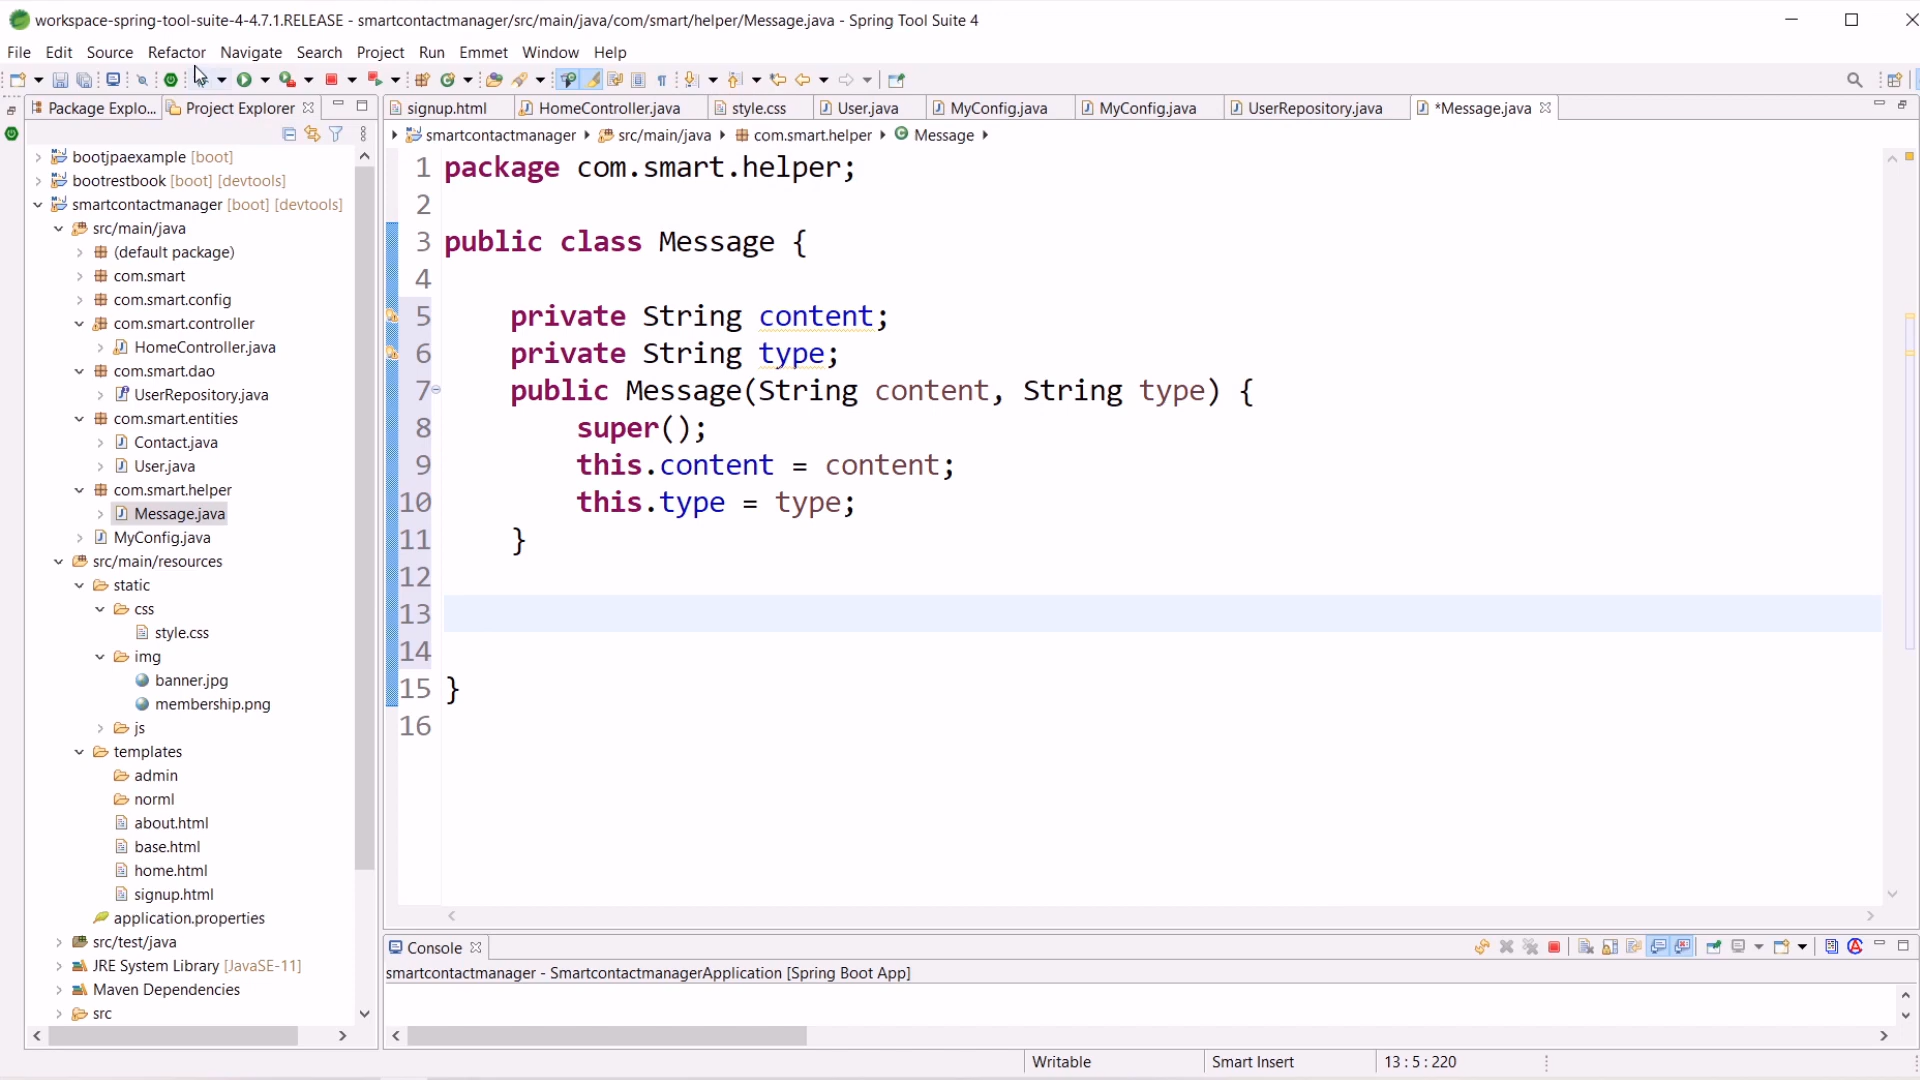 workspace-spring-tool-suite-4-4.7.1.RELEASE - smartcontactmanager/src/main/java/com/smart/helper/Message.java - Spring Tool Suite 4
File Edit Source Refactor Navigate Search Project Run Emmet Window Help
Package Explo... Project Explorer
signup.html HomeController.java style.css User.java MyConfig.java MyConfig.java UserRepository.java *Message.java
smartcontactmanager src/main/java com.smart.helper Message
bootjpaexample [boot]
bootrestbook [boot] [devtools]
smartcontactmanager [boot] [devtools]
src/main/java
(default package)
com.smart
com.smart.config
com.smart.controller
HomeController.java
com.smart.dao
UserRepository.java
com.smart.entities
Contact.java
User.java
com.smart.helper
Message.java
MyConfig.java
src/main/resources
static
css
style.css
img
banner.jpg
membership.png
js
templates
admin
norml
about.html
base.html
home.html
signup.html
application.properties
src/test/java
JRE System Library [JavaSE-11]
Maven Dependencies
src
1 package com.smart.helper;
2
3 public class Message {
4
5 private String content;
6 private String type;
7 public Message(String content, String type) {
8 super();
9 this.content = content;
10 this.type = type;
11 }
12
13
14
15 }
16
Console
smartcontactmanager - SmartcontactmanagerApplication [Spring Boot App]
Writable Smart Insert 13 : 5 : 220